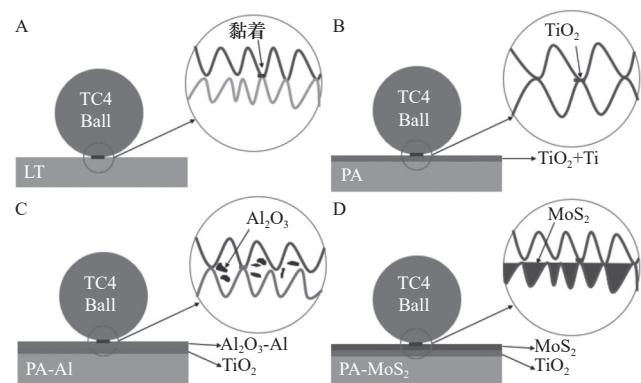 A
黏着
TC4
Ball
LT
B
TiO2
TC4
Ball
TiO2+Ti
PA
C
Al2O3
TC4
Ball
Al2O3-Al
TiO2
PA-Al
D
MoS2
TC4
Ball
MoS2
TiO2
PA-MoS2